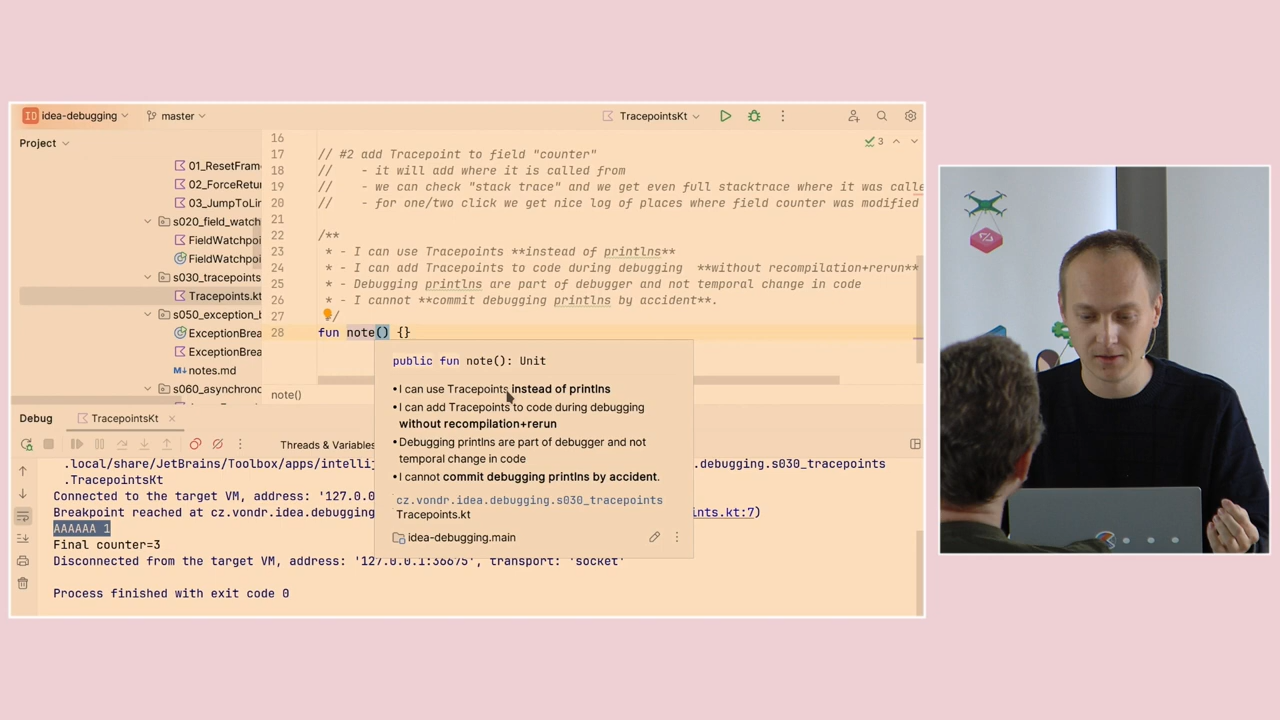 ID idea-debugging master TracepointsKt
Project
01_ResetFram
02_ForceRetur
03_JumpToLin
s020_field_watch
FieldWatchpoi
FieldWatchpoi
s030_tracepoints
Tracepoints.kt
s050_exception_b
ExceptionBrea
ExceptionBrea
notes.md
s060_asynchron
3
16
17 // #2 add Tracepoint to field "counter"
18 // - it will add where it is called from
19 // - we can check "stack trace" and we get even full stacktrace where it was calle
20 // - for one/two click we get nice log of places where field counter was modified
21
22 /**
23 * - I can use Tracepoints **instead of printlns**
24 * - I can add Tracepoints to code during debugging **without recompilation+rerun**
25 * - Debugging printlns are part of debugger and not temporal change in code
26 * - I cannot **commit debugging printlns by accident**.
27 */
28 fun note() {}
note()
public fun note(): Unit
• I can use Tracepoints instead of printlns
• I can add Tracepoints to code during debugging
without recompilation+rerun
• Debugging printlns are part of debugger and not
temporal change in code
• I cannot commit debugging printlns by accident.
cz.vondr.idea.debugging.s030_tracepoints
Tracepoints.kt
idea-debugging.main
Debug TracepointsKt
Threads & Variables
.local/share/JetBrains/Toolbox/apps/intellij .debugging.s030_tracepoints
.TracepointsKt
Connected to the target VM, address: '127.0.0
Breakpoint reached at cz.vondr.idea.debugging nts.kt:7)
AAAAAA 1
Final counter=3
Disconnected from the target VM, address: '127.0.0.1:36675', transport: 'socket'
Process finished with exit code 0